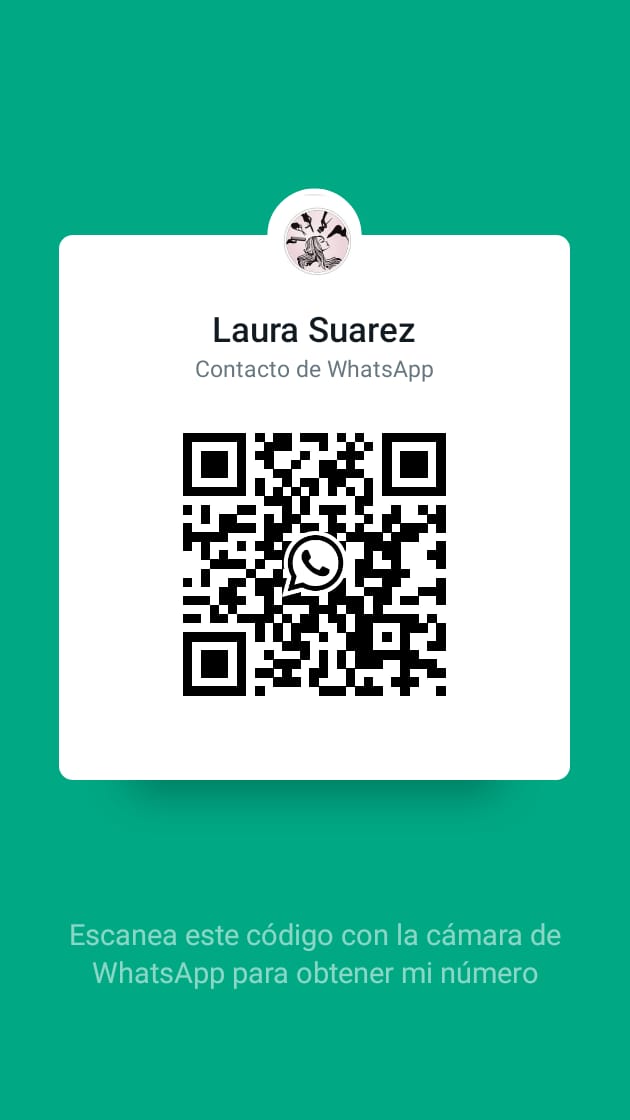 Laura Suarez
Contacto de WhatsApp
Escanea este código con la cámara de
WhatsApp para obtener mi número